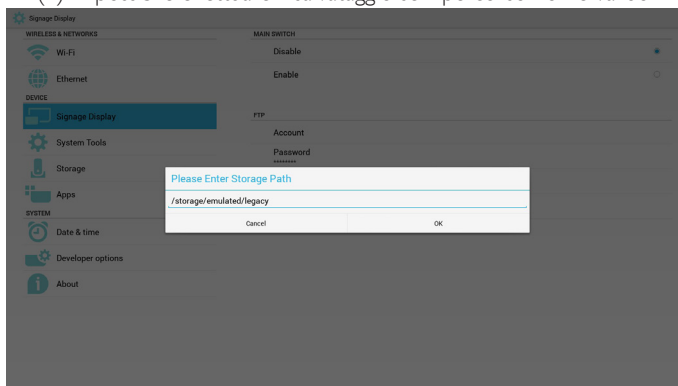 Signage Display
WIRELESS & NETWORKS
Wi-Fi
Ethernet
DEVICE
Signage Display
System Tools
Storage
Apps
SYSTEM
Date & time
Developer options
About
MAIN SWITCH
Disable
Enable
FTP
Account
Password
********
Please Enter Storage Path
/storage/emulated/legacy
Cancel
OK